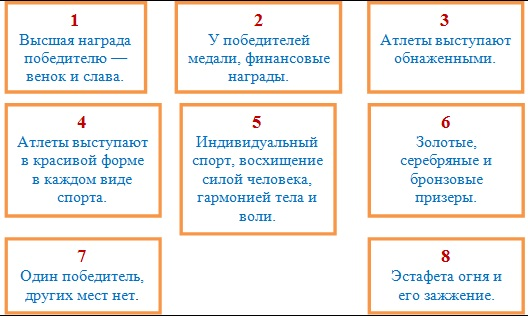 1
Высшая награда
победителю —
венок и слава.
2
У победителей
медали, финансовые
награды.
3
Атлеты выступают
обнаженными.
4
Атлеты выступают
в красивой форме
в каждом виде
спорта.
5
Индивидуальный
спорт, восхищение
силой человека,
гармонией тела и
воли.
6
Золотые,
серебряные и
бронзовые
призеры.
7
Один победитель,
других мест нет.
8
Эстафета огня и
его зажжение.